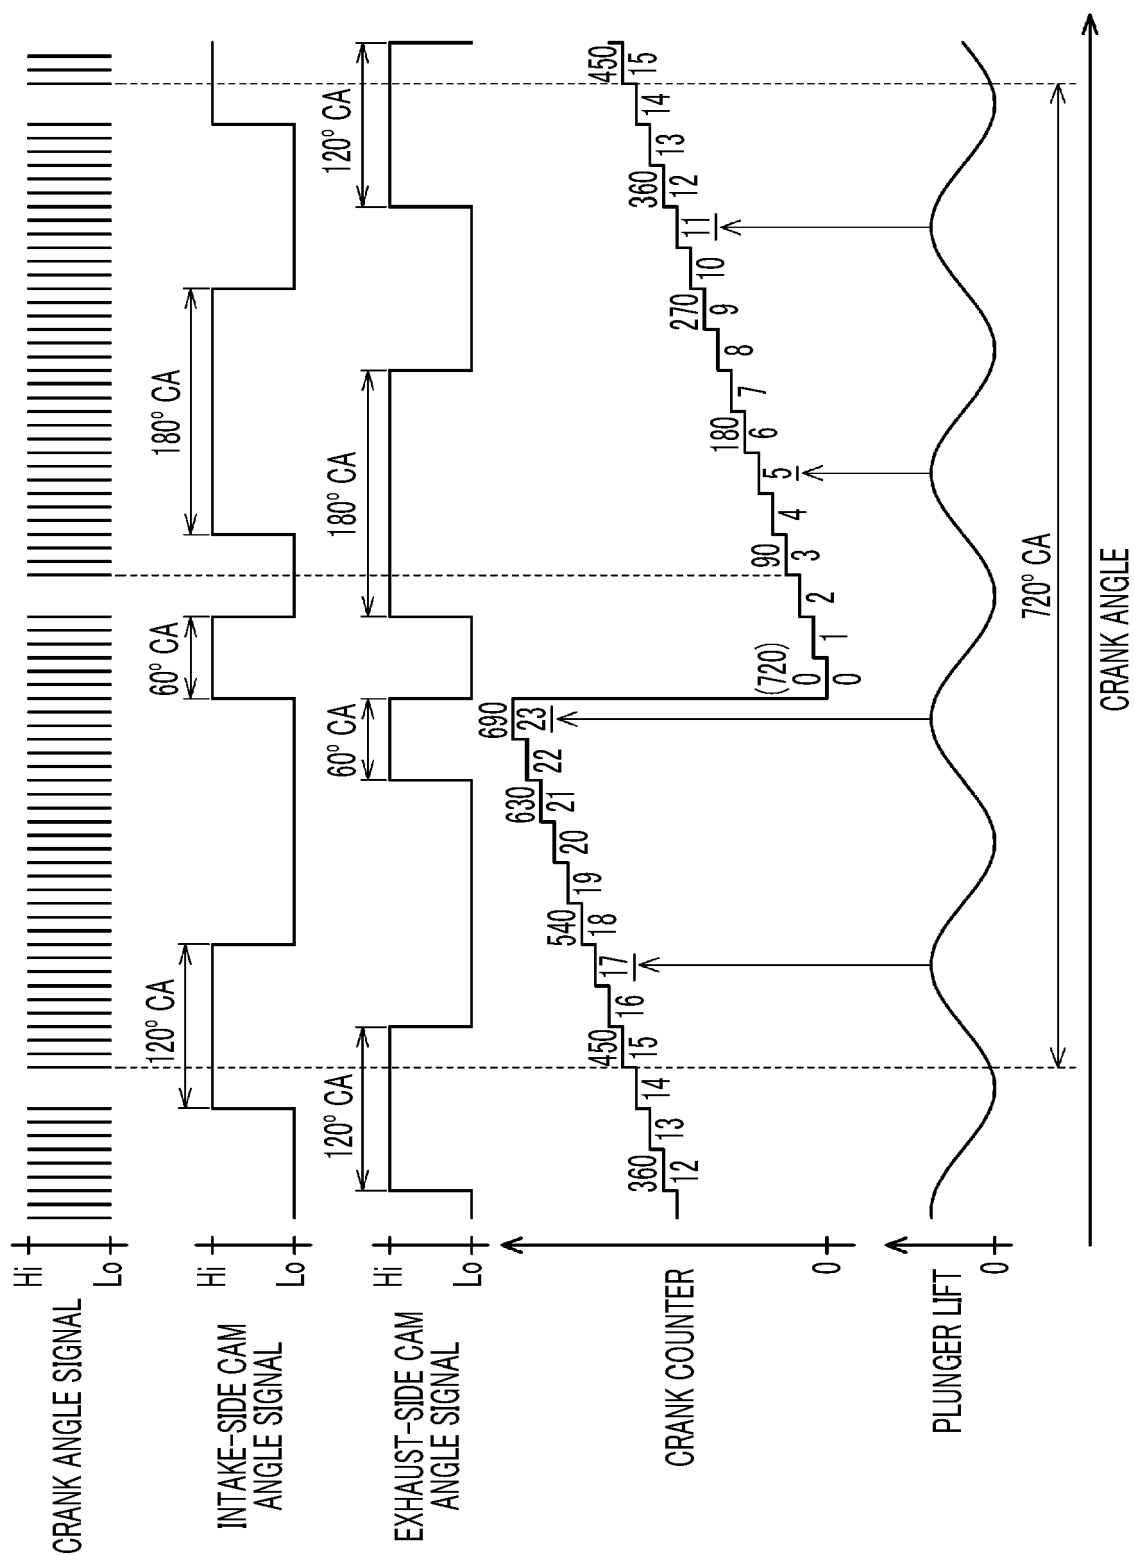 CRANK ANGLE SIGNAL
Hi
Lo
INTAKE-SIDE CAM
ANGLE SIGNAL
Hi
Lo
120° CA
60° CA
180° CA
EXHAUST-SIDE CAM
ANGLE SIGNAL
Hi
Lo
120° CA
60° CA
180° CA
120° CA
CRANK COUNTER
0
360
450
540
630
690
(720)
0
90
180
270
360
450
12
13
14
15
16
17
18
19
20
21
22
23
0
1
2
3
4
5
6
7
8
9
10
11
12
13
14
15
PLUNGER LIFT
0
720° CA
CRANK ANGLE